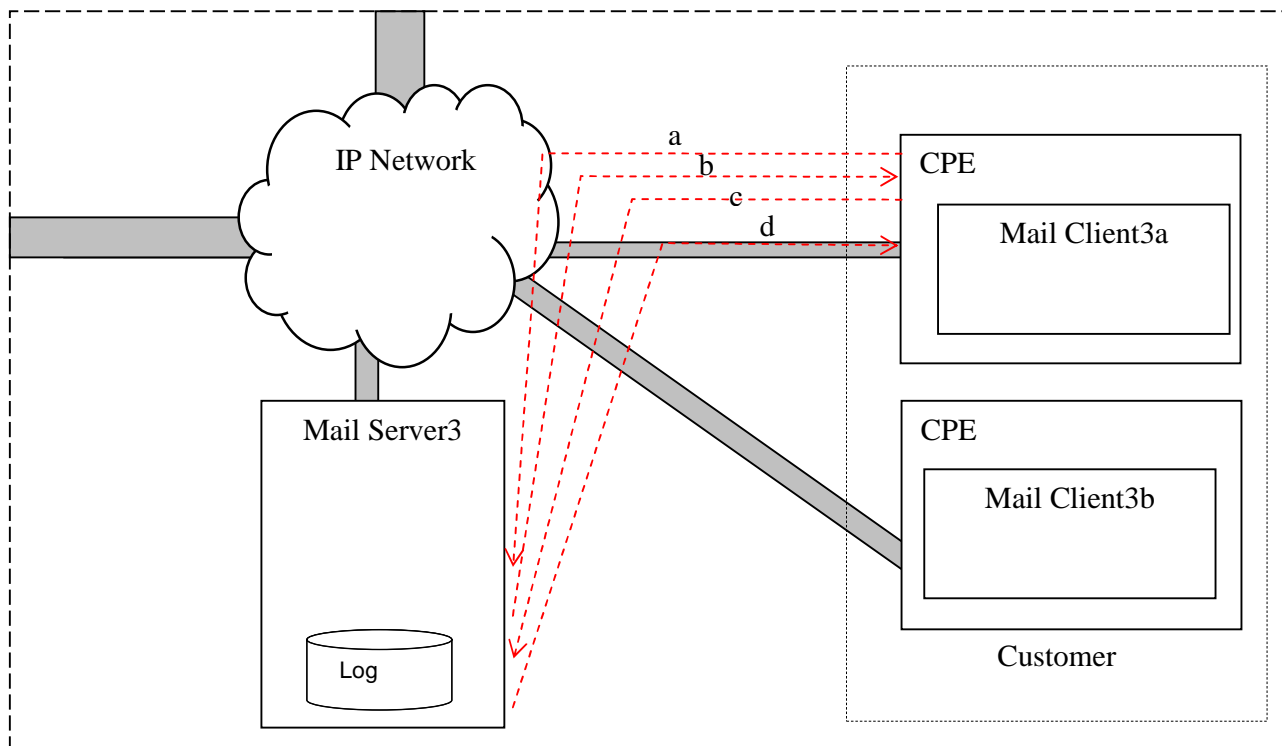 a
IP Network
b
CPE
c
d
Mail Client3a
Mail Server3
CPE
Mail Client3b
Log
Customer